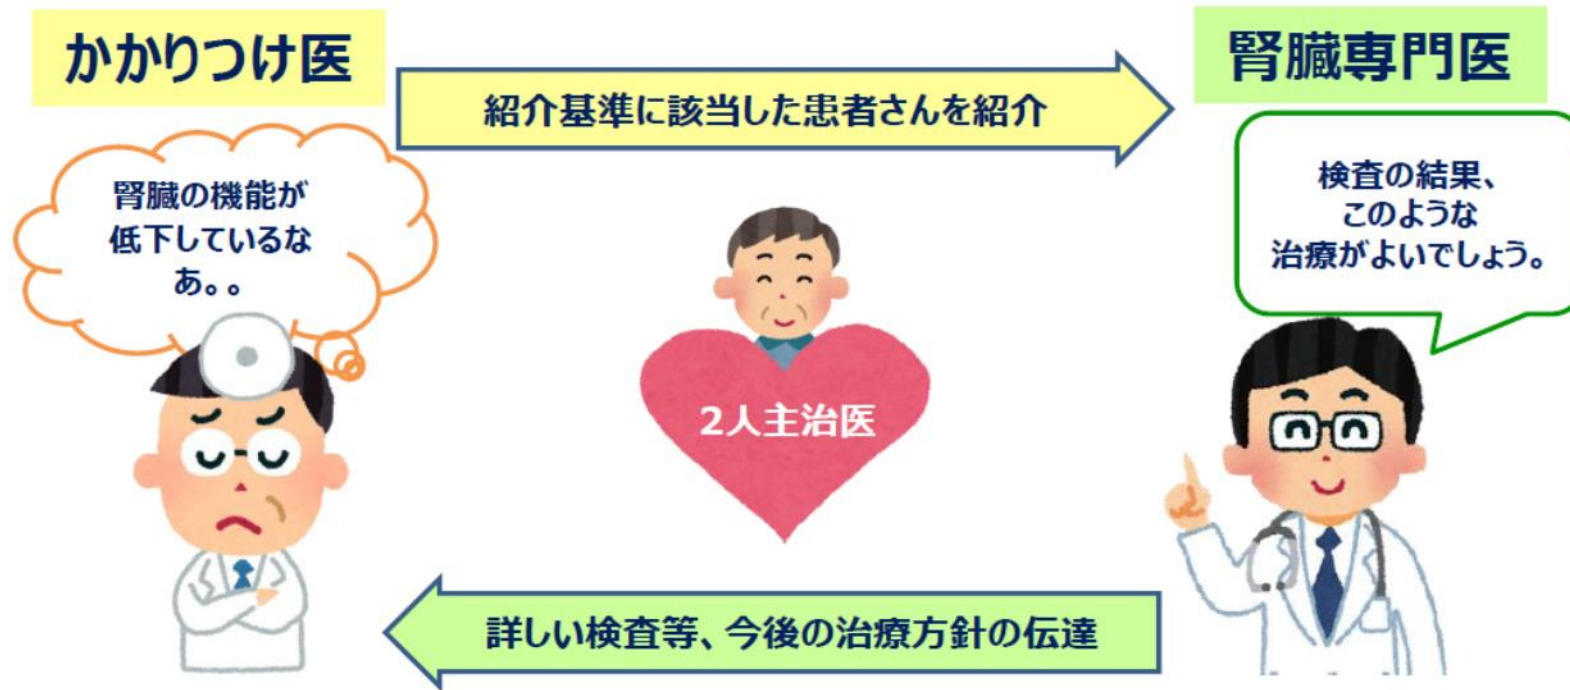 かかりつけ医
腎臓専門医
紹介基準に該当した患者さんを紹介
腎臓の機能が
低下しているな
あ。。
検査の結果、
このような
治療がよいでしょう。
2人主治医
詳しい検査等、今後の治療方針の伝達